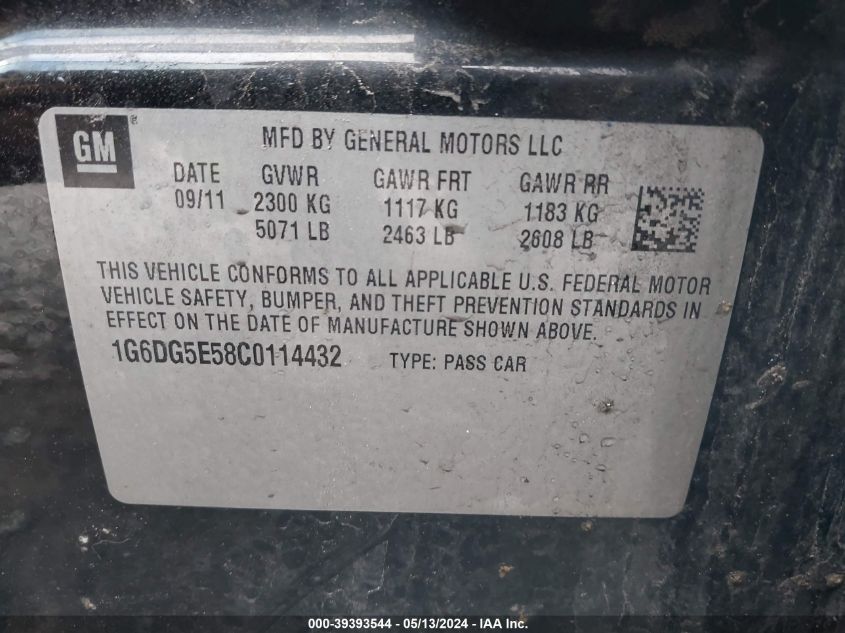 GM®
MFD BY GENERAL MOTORS LLC
DATE GVWR GAWR FRT GAWR RR
09/11 2300 KG 1117 KG 1183 KG
5071 LB 2463 LB 2608 LB
THIS VEHICLE CONFORMS TO ALL APPLICABLE U.S. FEDERAL MOTOR
VEHICLE SAFETY, BUMPER, AND THEFT PREVENTION STANDARDS IN
EFFECT ON THE DATE OF MANUFACTURE SHOWN ABOVE.
1G6DG5E58C0114432 TYPE: PASS CAR
000-39393544 - 05/13/2024 - IAA Inc.